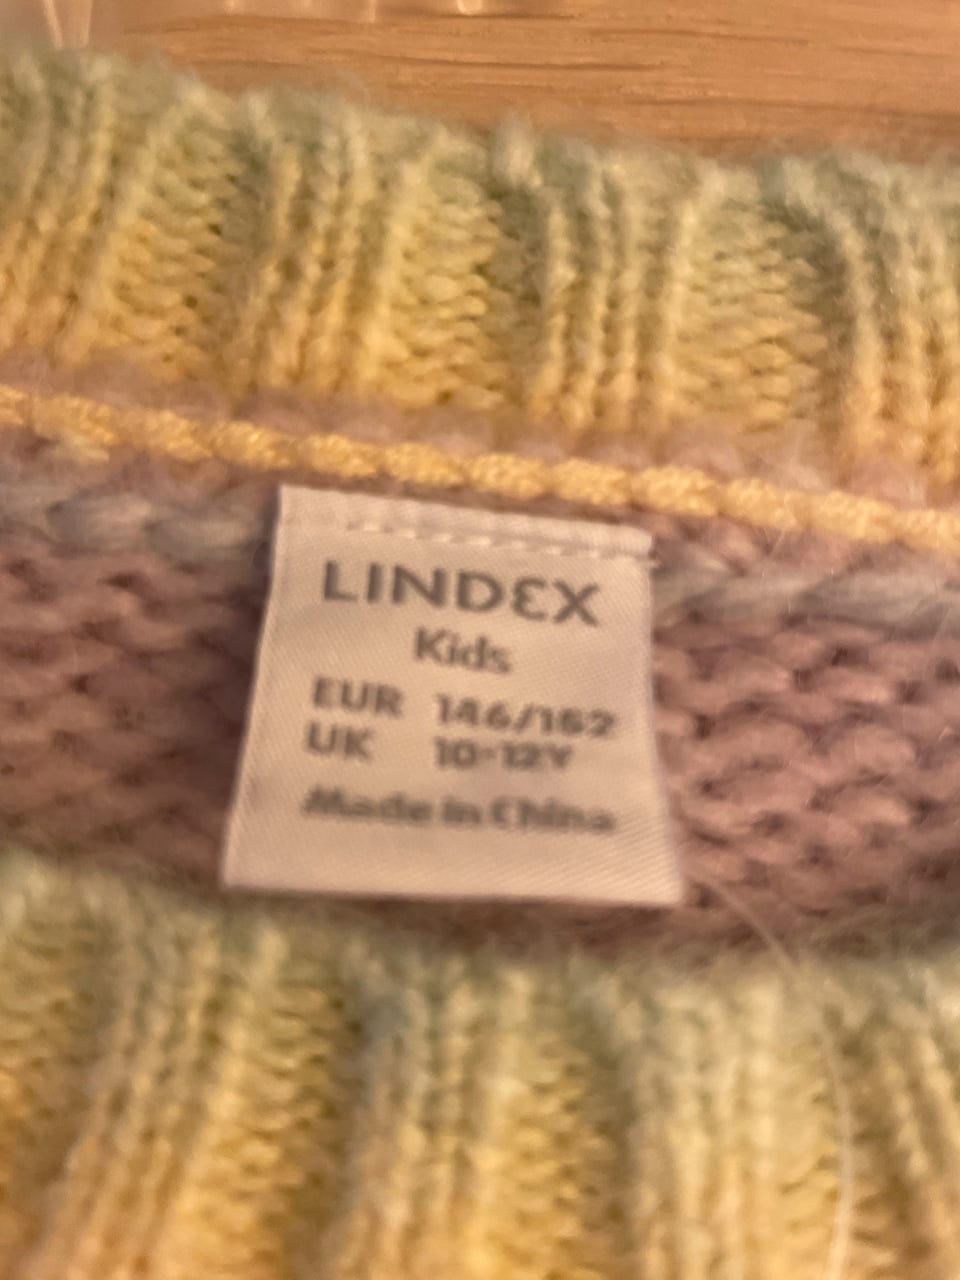 LINDEX
Kids
EUR 146/152
UK 10-12Y
Made in China